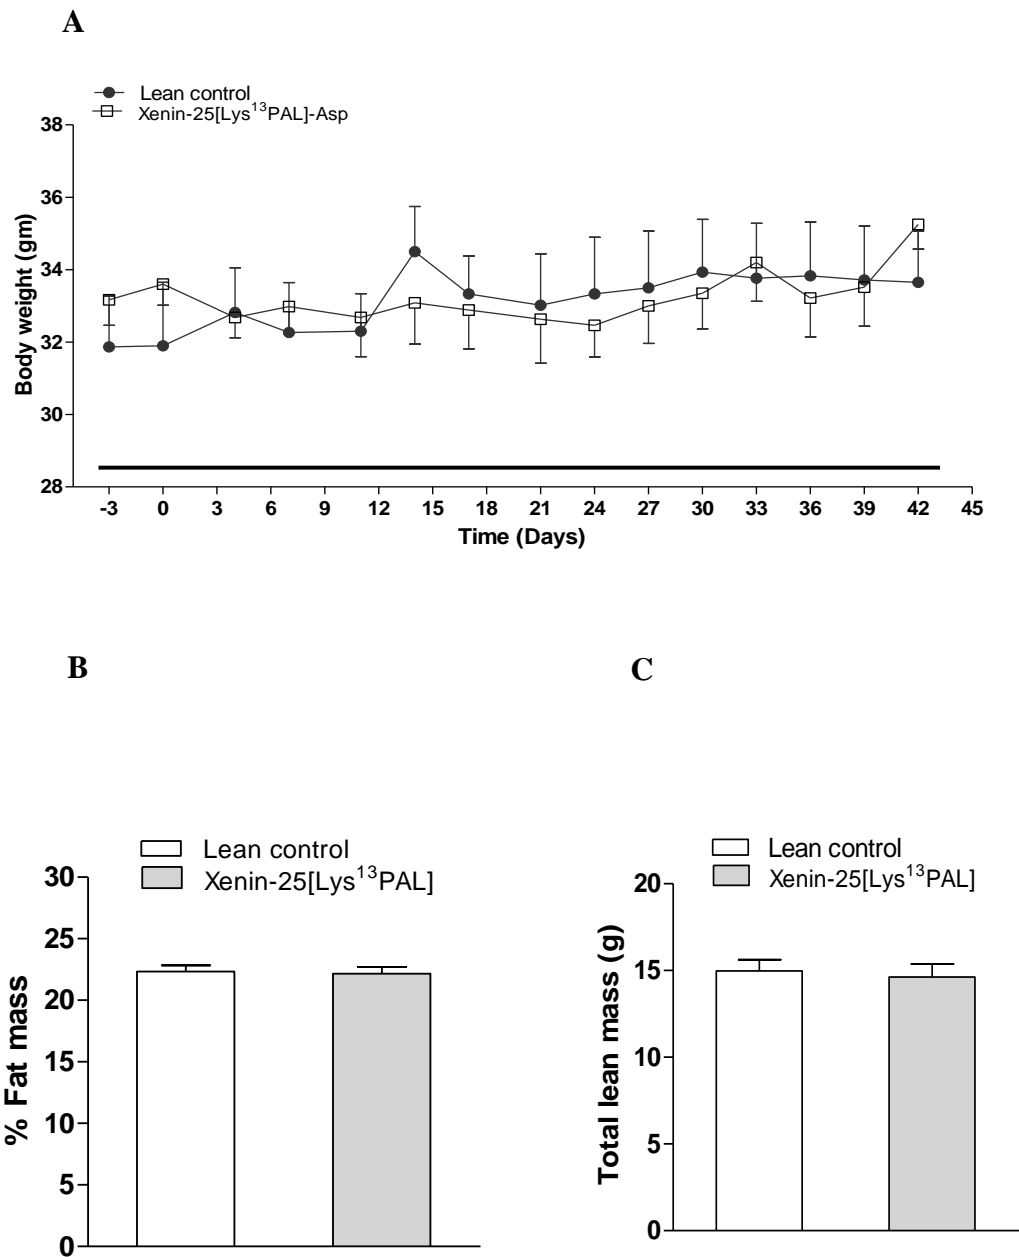 A
Lean control
Xenin-25[Lys¹³PAL]-Asp
38
36
34
32
30
28
Body weight (gm)
-3 0 3 6 9 12 15 18 21 24 27 30 33 36 39 42 45
Time (Days)
B
Lean control
Xenin-25[Lys¹³PAL]
30
25
20
15
10
5
0
% Fat mass
C
Lean control
Xenin-25[Lys¹³PAL]
20
15
10
5
0
Total lean mass (g)